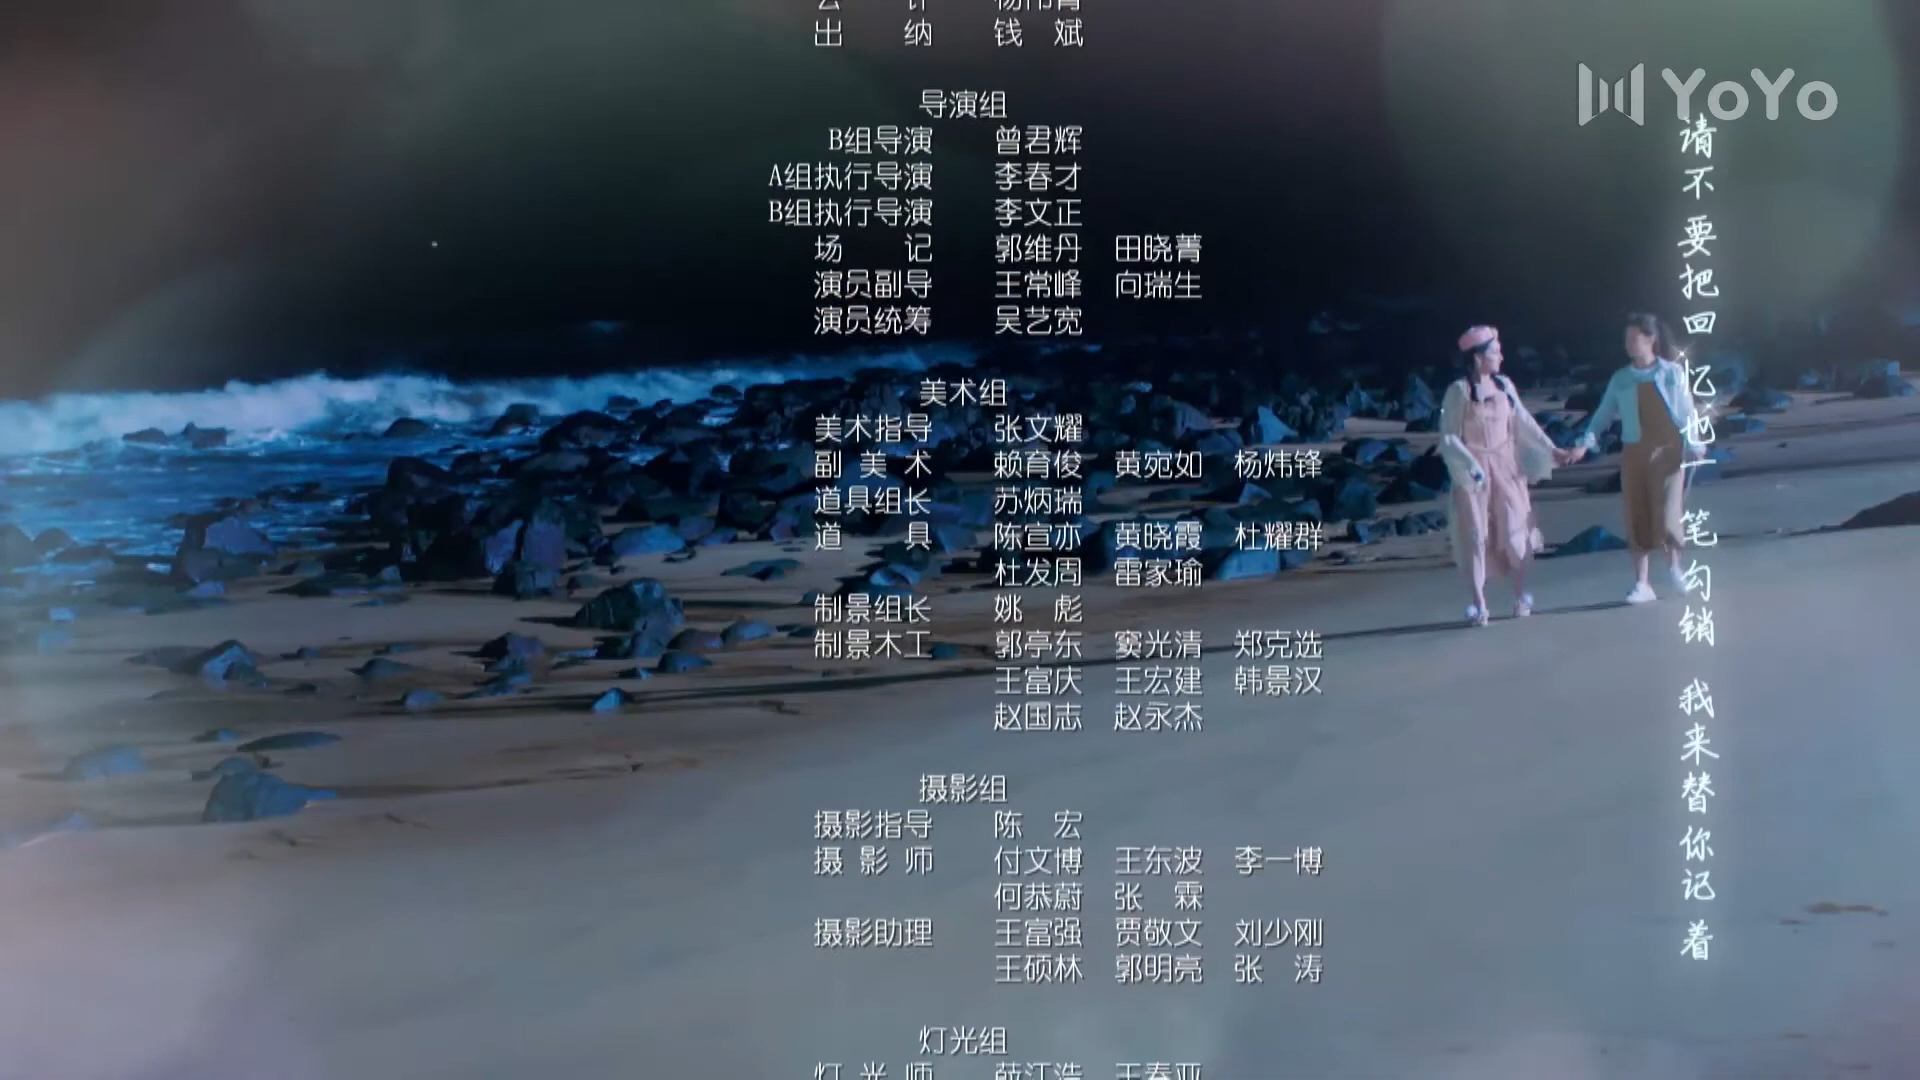 出 纳 钱 斌
导演组
B组导演 曾君辉
A组执行导演 李春才
B组执行导演 李文正
场 记 郭维丹 田晓菁
演员副导 王常峰 向瑞生
演员统筹 吴艺宽
美术组
美术指导 张文耀
副 美 术 赖育俊 黄宛如 杨炜锋
道具组长 苏炳瑞
道 具 陈宣亦 黄晓霞 杜耀群
杜发周 雷家瑜
制景组长 姚 彪
制景木工 郭亭东 窦光清 郑克选
王富庆 王宏建 韩景汉
赵国志 赵永杰
摄影组
摄影指导 陈 宏
摄 影 师 付文博 王东波 李一博
何恭蔚 张 霖
摄影助理 王富强 贾敬文 刘少刚
王硕林 郭明亮 张 涛
灯光组
灯 光 师 薛江浩 王春亚
YoYo
请不要把回忆也一笔勾销 我来替你记着